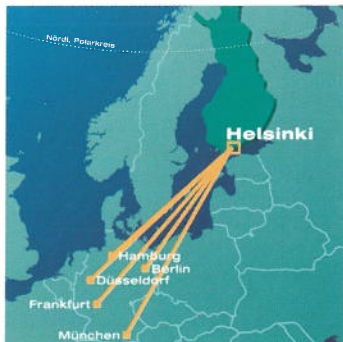 Nördl. Polarkreis
Helsinki
Hamburg
Berlin
Düsseldorf
Frankfurt
München